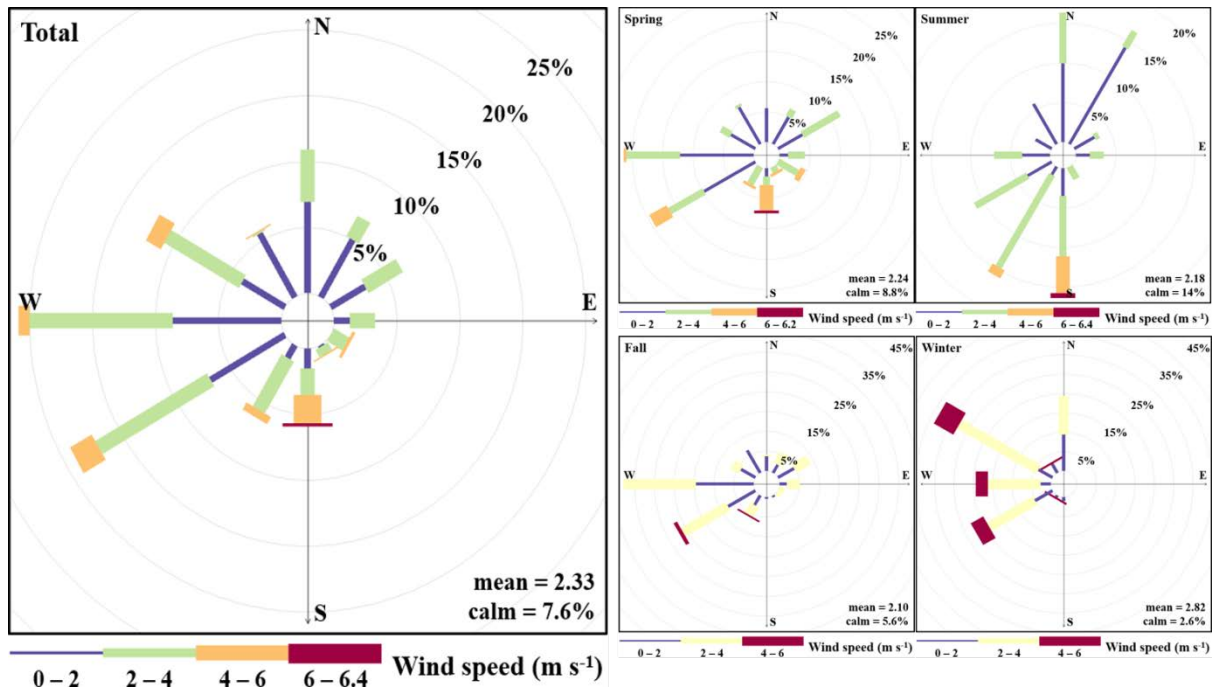 Total
N
25%
20%
15%
10%
5%
W
E
S
mean = 2.33
calm = 7.6%
0 – 2
2 – 4
4 – 6
6 – 6.4
Wind speed (m s-1)
Spring
25%
20%
15%
10%
5%
N
W
E
S
mean = 2.24
calm = 8.8%
0 – 2
2 – 4
4 – 6
6 – 6.2
Wind speed (m s-1)
Summer
N
20%
15%
10%
5%
W
E
S
mean = 2.18
calm = 14%
0 – 2
2 – 4
4 – 6
6 – 6.4
Wind speed (m s-1)
Fall
N
45%
35%
25%
15%
5%
W
E
S
mean = 2.10
calm = 5.6%
0 – 2
2 – 4
4 – 6
Wind speed (m s-1)
Winter
N
45%
35%
25%
15%
5%
W
E
S
mean = 2.82
calm = 2.6%
0 – 2
2 – 4
4 – 6
Wind speed (m s-1)